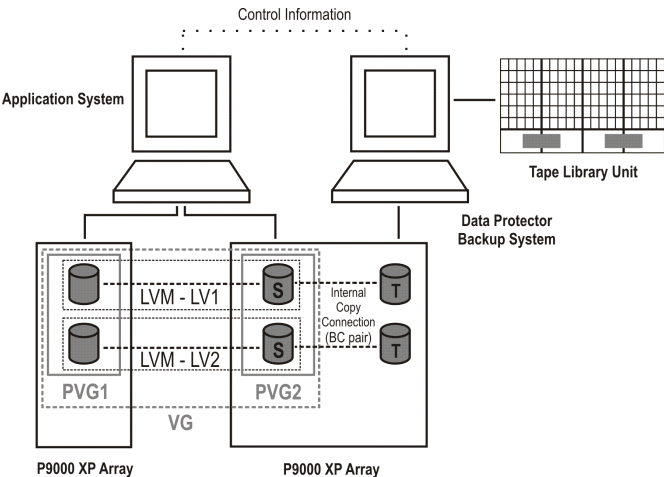 Control Information
Application System
Tape Library Unit
Data Protector
Backup System
S
T
LVM - LV1
Internal
Copy
Connection
(BC pair)
S
T
LVM - LV2
PVG1
PVG2
VG
P9000 XP Array
P9000 XP Array